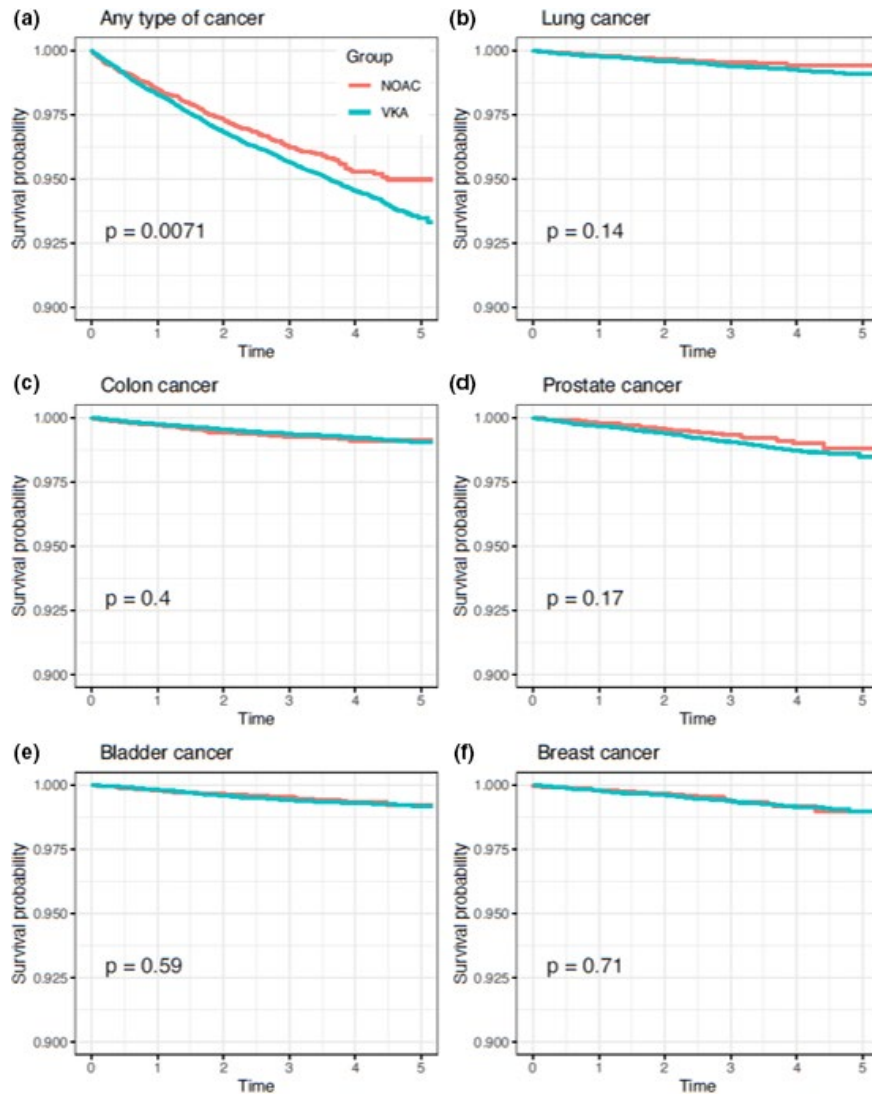 (a) Any type of cancer
Survival probability
1.000
0.975
0.950
0.925
0.900
Group
NOAC
VKA
p = 0.0071
0 1 2 3 4 5
Time
(b) Lung cancer
Survival probability
1.000
0.975
0.950
0.925
0.900
p = 0.14
0 1 2 3 4 5
Time
(c) Colon cancer
Survival probability
1.000
0.975
0.950
0.925
0.900
p = 0.4
0 1 2 3 4 5
Time
(d) Prostate cancer
Survival probability
1.000
0.975
0.950
0.925
0.900
p = 0.17
0 1 2 3 4 5
Time
(e) Bladder cancer
Survival probability
1.000
0.975
0.950
0.925
0.900
p = 0.59
0 1 2 3 4 5
Time
(f) Breast cancer
Survival probability
1.000
0.975
0.950
0.925
0.900
p = 0.71
0 1 2 3 4 5
Time